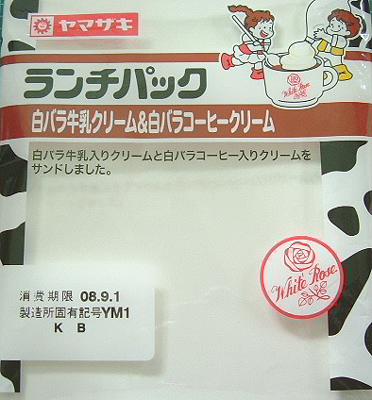 ヤマザキ
ランチパック
White Rose
白バラ牛乳クリーム&白バラコーヒークリーム
白バラ牛乳入りクリームと白バラコーヒー入りクリームを
サンドしました。
White Rose
消費期限 08.9.1
製造所固有記号YM1
K B